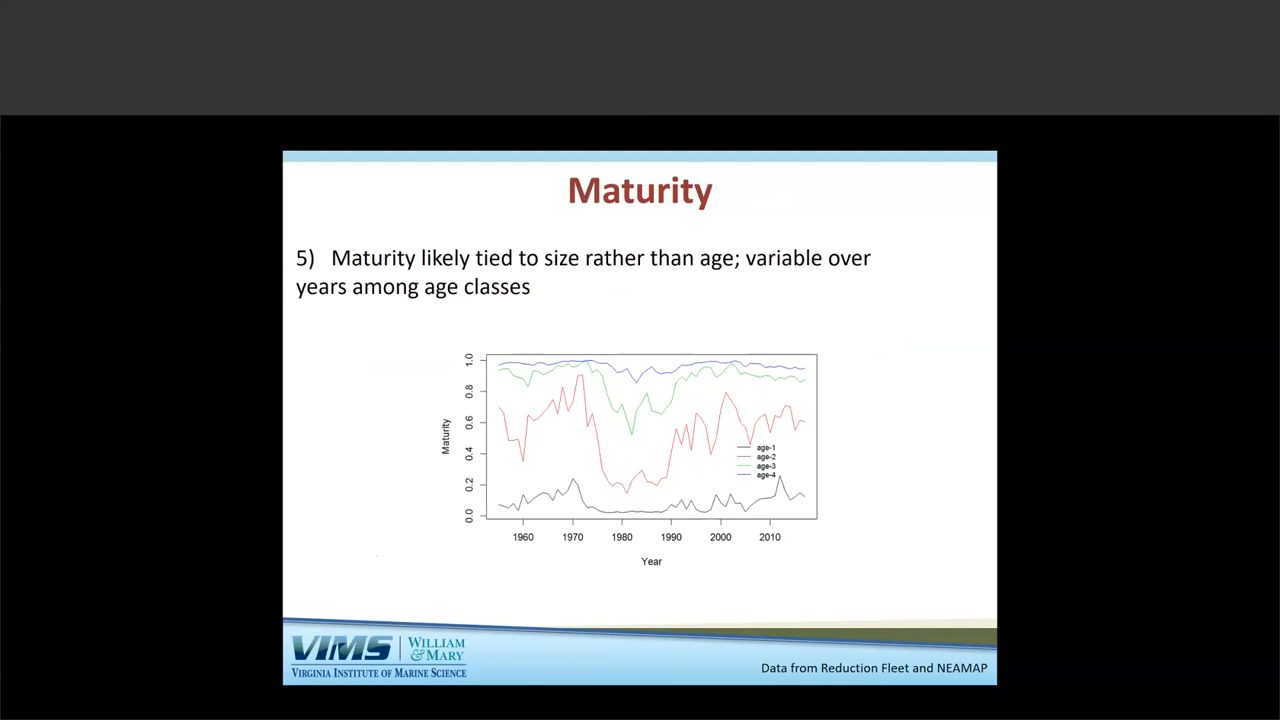 Maturity
5) Maturity likely tied to size rather than age; variable over
years among age classes
1.0
0.8
0.6
0.4
0.2
0.0
Maturity
age-1
age-2
age-3
age-4
1960 1970 1980 1990 2000 2010
Year
VIMS
WILLIAM
& MARY
VIRGINIA INSTITUTE OF MARINE SCIENCE
Data from Reduction Fleet and NEAMAP